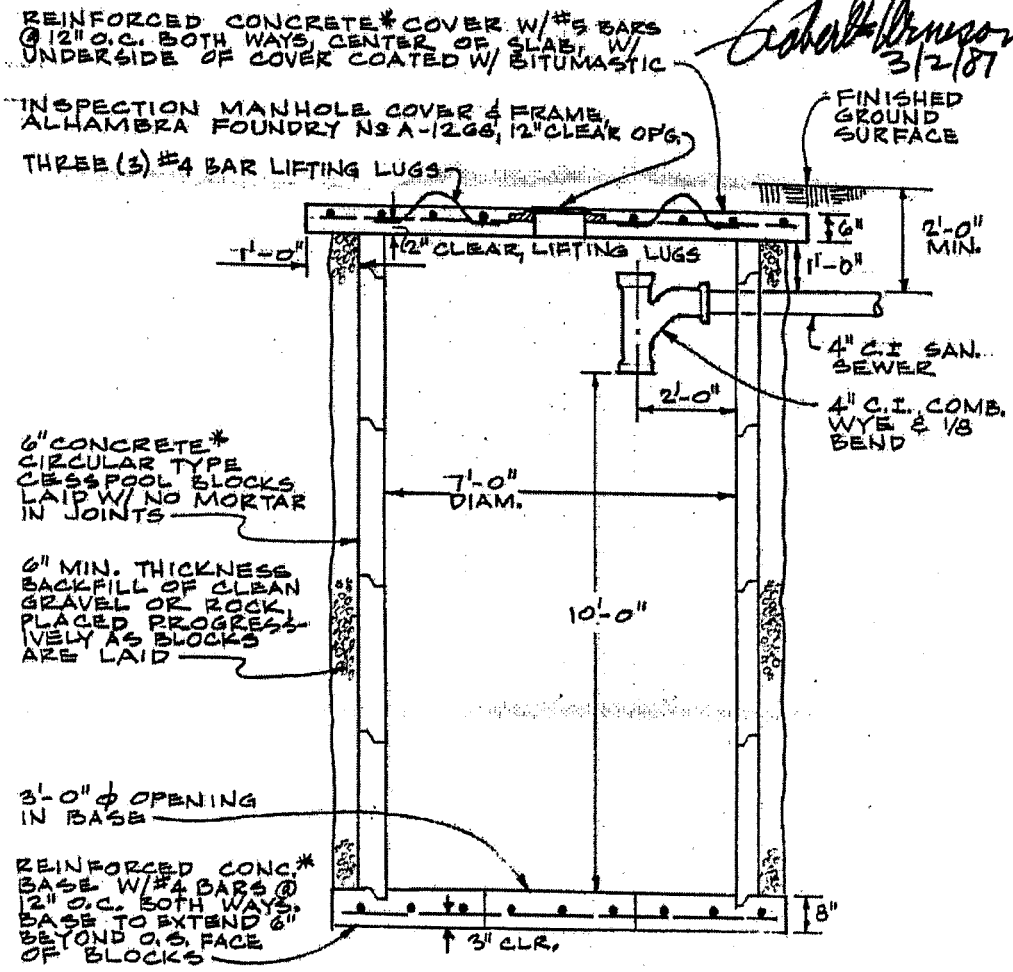 REINFORCED CONCRETE* COVER W/ #5 BARS
@ 12" O.C. BOTH WAYS, CENTER OF SLAB, W/
UNDERSIDE OF COVER COATED W/ BITUMASTIC
3/2/87
INSPECTION MANHOLE COVER & FRAME,
ALHAMBRA FOUNDRY Nº A-1268, 12" CLEAR OP'G.
THREE (3) #4 BAR LIFTING LUGS
FINISHED
GROUND
SURFACE
6"
2'-0"
MIN.
1'-0"
2" CLEAR, LIFTING LUGS
1'-0"
4" C.I. SAN.
SEWER
2'-0"
4" C.I. COMB.
WYE & 1/8
BEND
6" CONCRETE*
CIRCULAR TYPE
CESSPOOL BLOCKS
LAID W/ NO MORTAR
IN JOINTS
7'-0"
DIAM.
6" MIN. THICKNESS
BACKFILL OF CLEAN
GRAVEL OR ROCK,
PLACED PROGRESS-
IVELY AS BLOCKS
ARE LAID
10'-0"
3'-0" ϕ OPENING
IN BASE
REINFORCED CONC.*
BASE W/ #4 BARS @
12" O.C. BOTH WAYS.
BASE TO EXTEND 6"
BEYOND O.S. FACE
OF BLOCKS
3" CLR.
8"